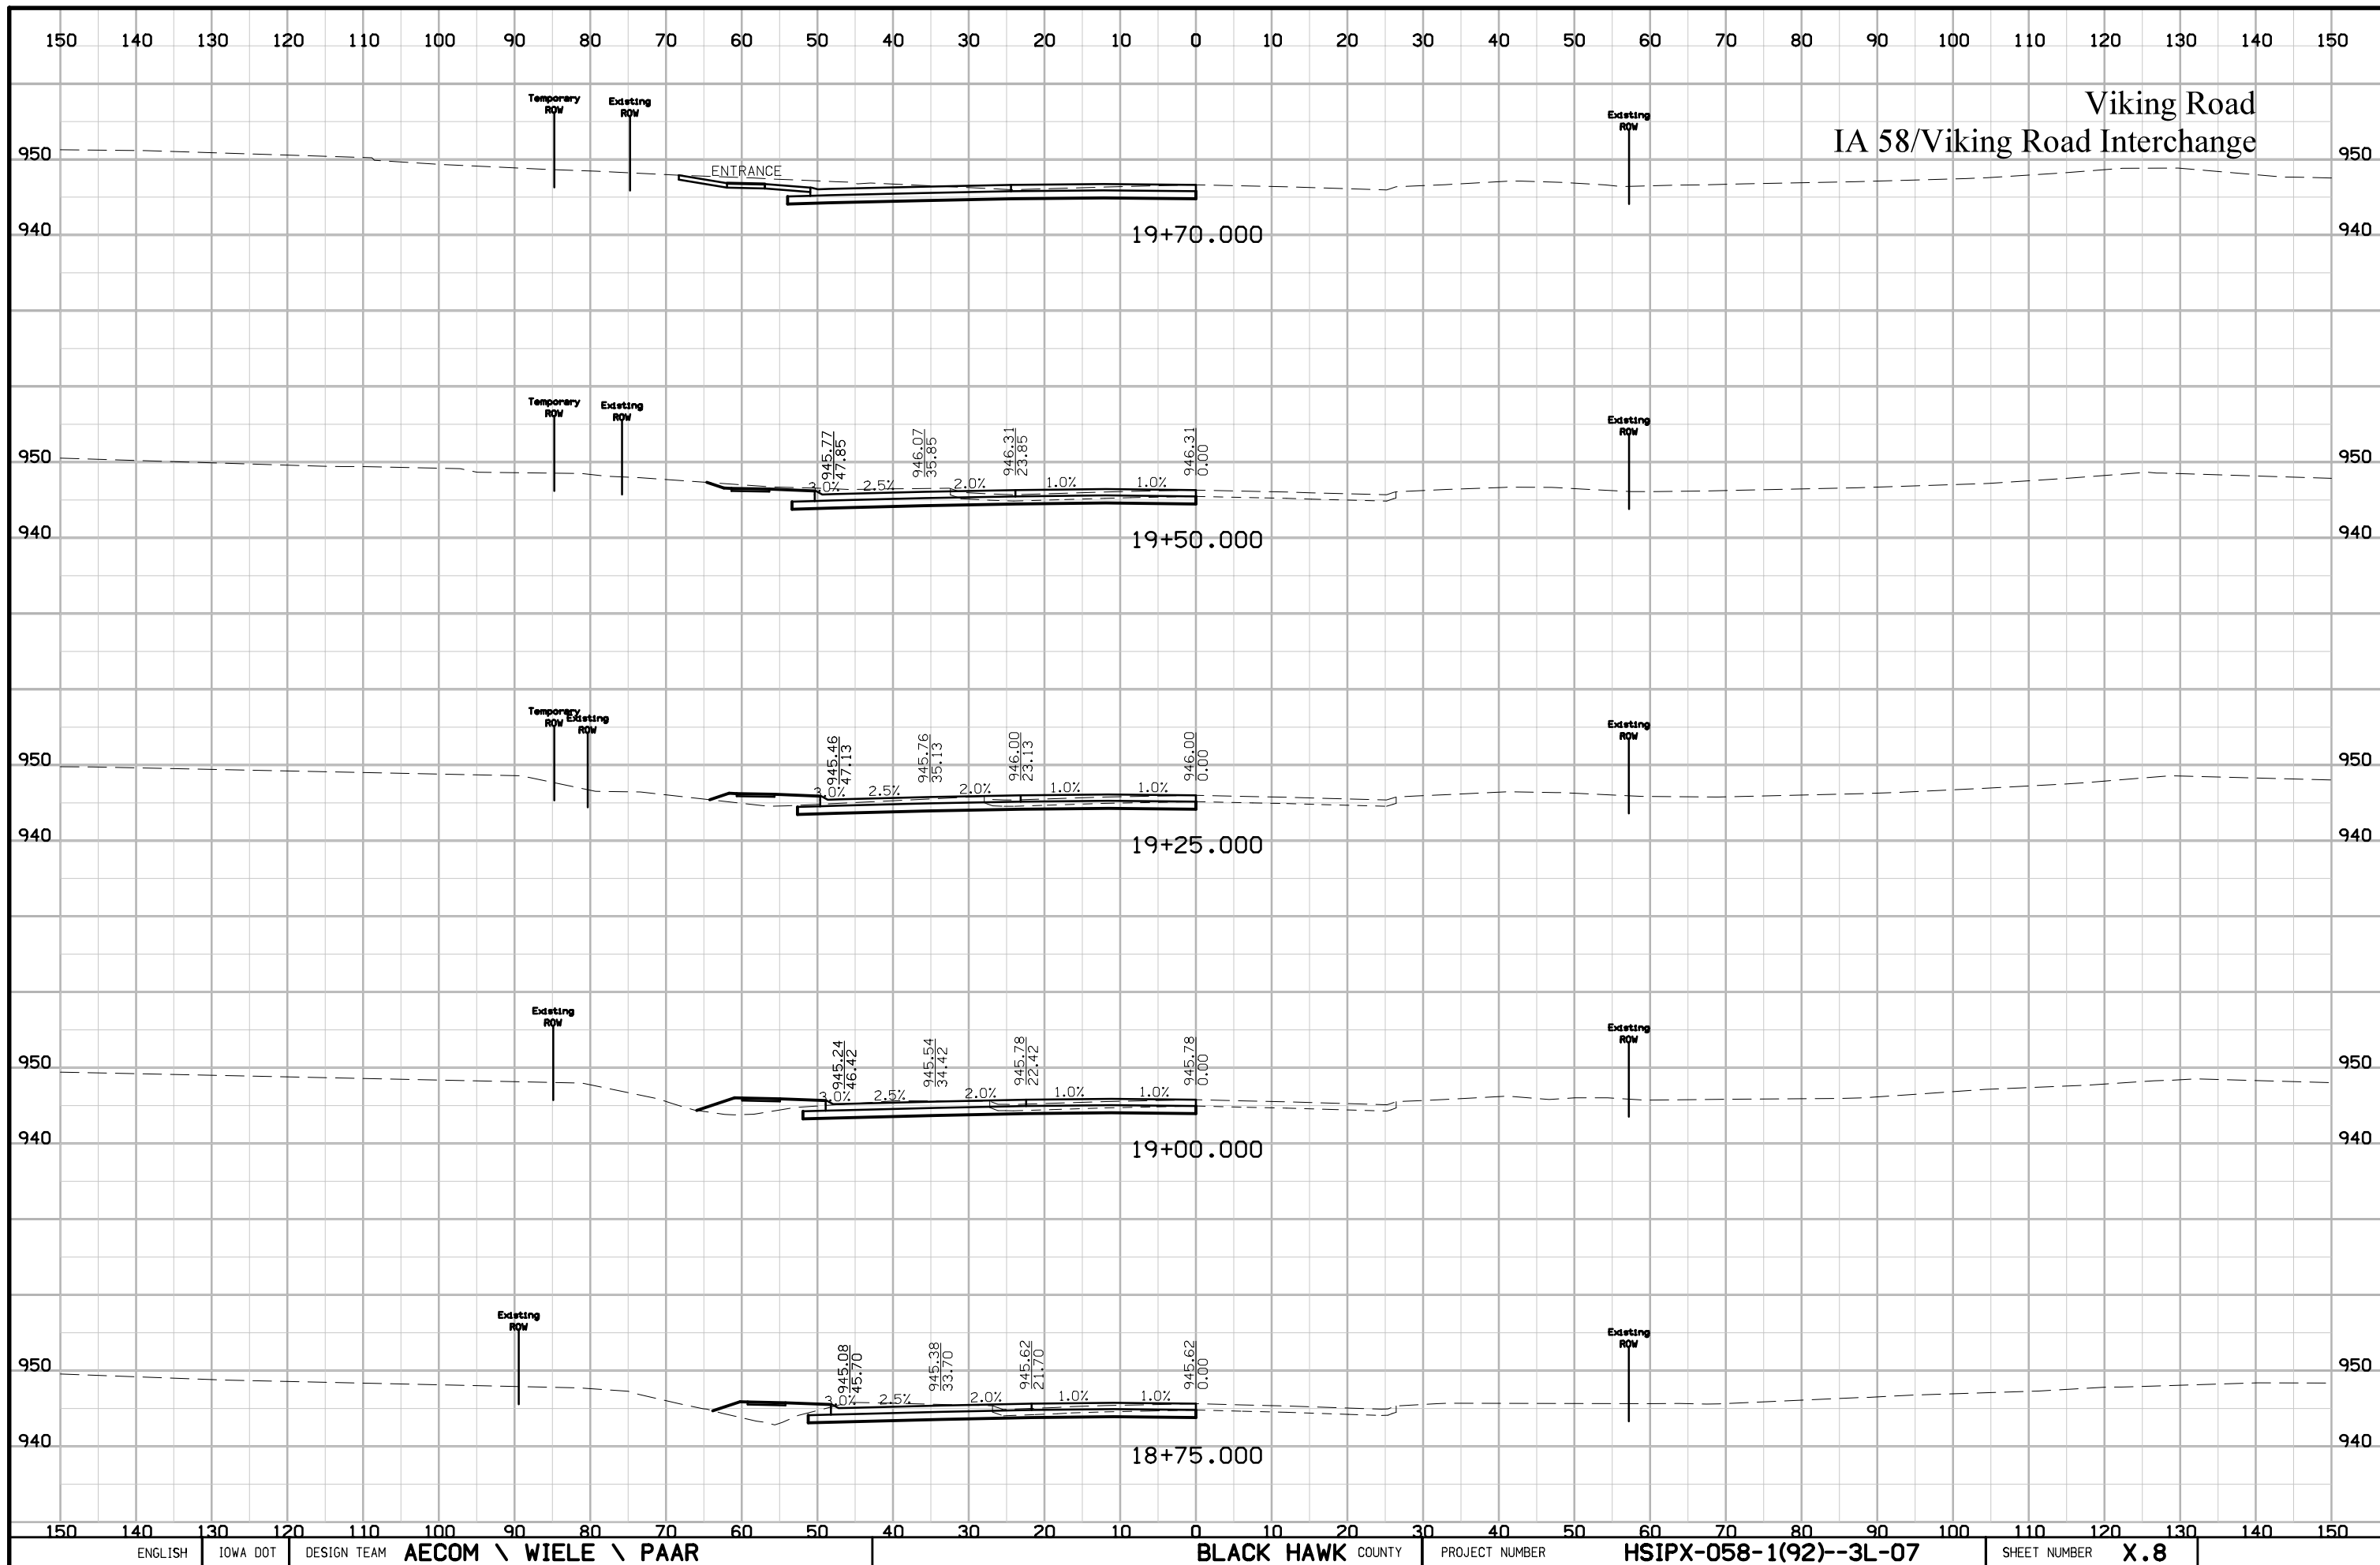 150 140 130 120 110 100 90 80 70 60 50 40 30 20 10 0 10 20 30 40 50 60 70 80 90 100 110 120 130 140 150
Viking Road
IA 58/Viking Road Interchange
Temporary
ROW
Existing
ROW
Existing
ROW
950 950
ENTRANCE
940 940
19+70.000
Temporary
ROW
Existing
ROW
Existing
ROW
945.77
47.85
946.07
35.85
946.31
23.85
946.31
0.00
950 950
3.0% 2.5% 2.0% 1.0% 1.0%
940 940
19+50.000
Temporary
ROW
Existing
ROW
Existing
ROW
945.46
47.13
945.76
35.13
946.00
23.13
946.00
0.00
950 950
3.0% 2.5% 2.0% 1.0% 1.0%
940 940
19+25.000
Existing
ROW
Existing
ROW
945.24
46.42
945.54
34.42
945.78
22.42
945.78
0.00
950 950
3.0% 2.5% 2.0% 1.0% 1.0%
940 940
19+00.000
Existing
ROW
Existing
ROW
945.08
45.70
945.38
33.70
945.62
21.70
945.62
0.00
950 950
3.0% 2.5% 2.0% 1.0% 1.0%
940 940
18+75.000
150 140 130 120 110 100 90 80 70 60 50 40 30 20 10 0 10 20 30 40 50 60 70 80 90 100 110 120 130 140 150
ENGLISH IOWA DOT DESIGN TEAM AECOM \ WIELE \ PAAR BLACK HAWK COUNTY PROJECT NUMBER HSIPX-058-1(92)--3L-07 SHEET NUMBER X.8